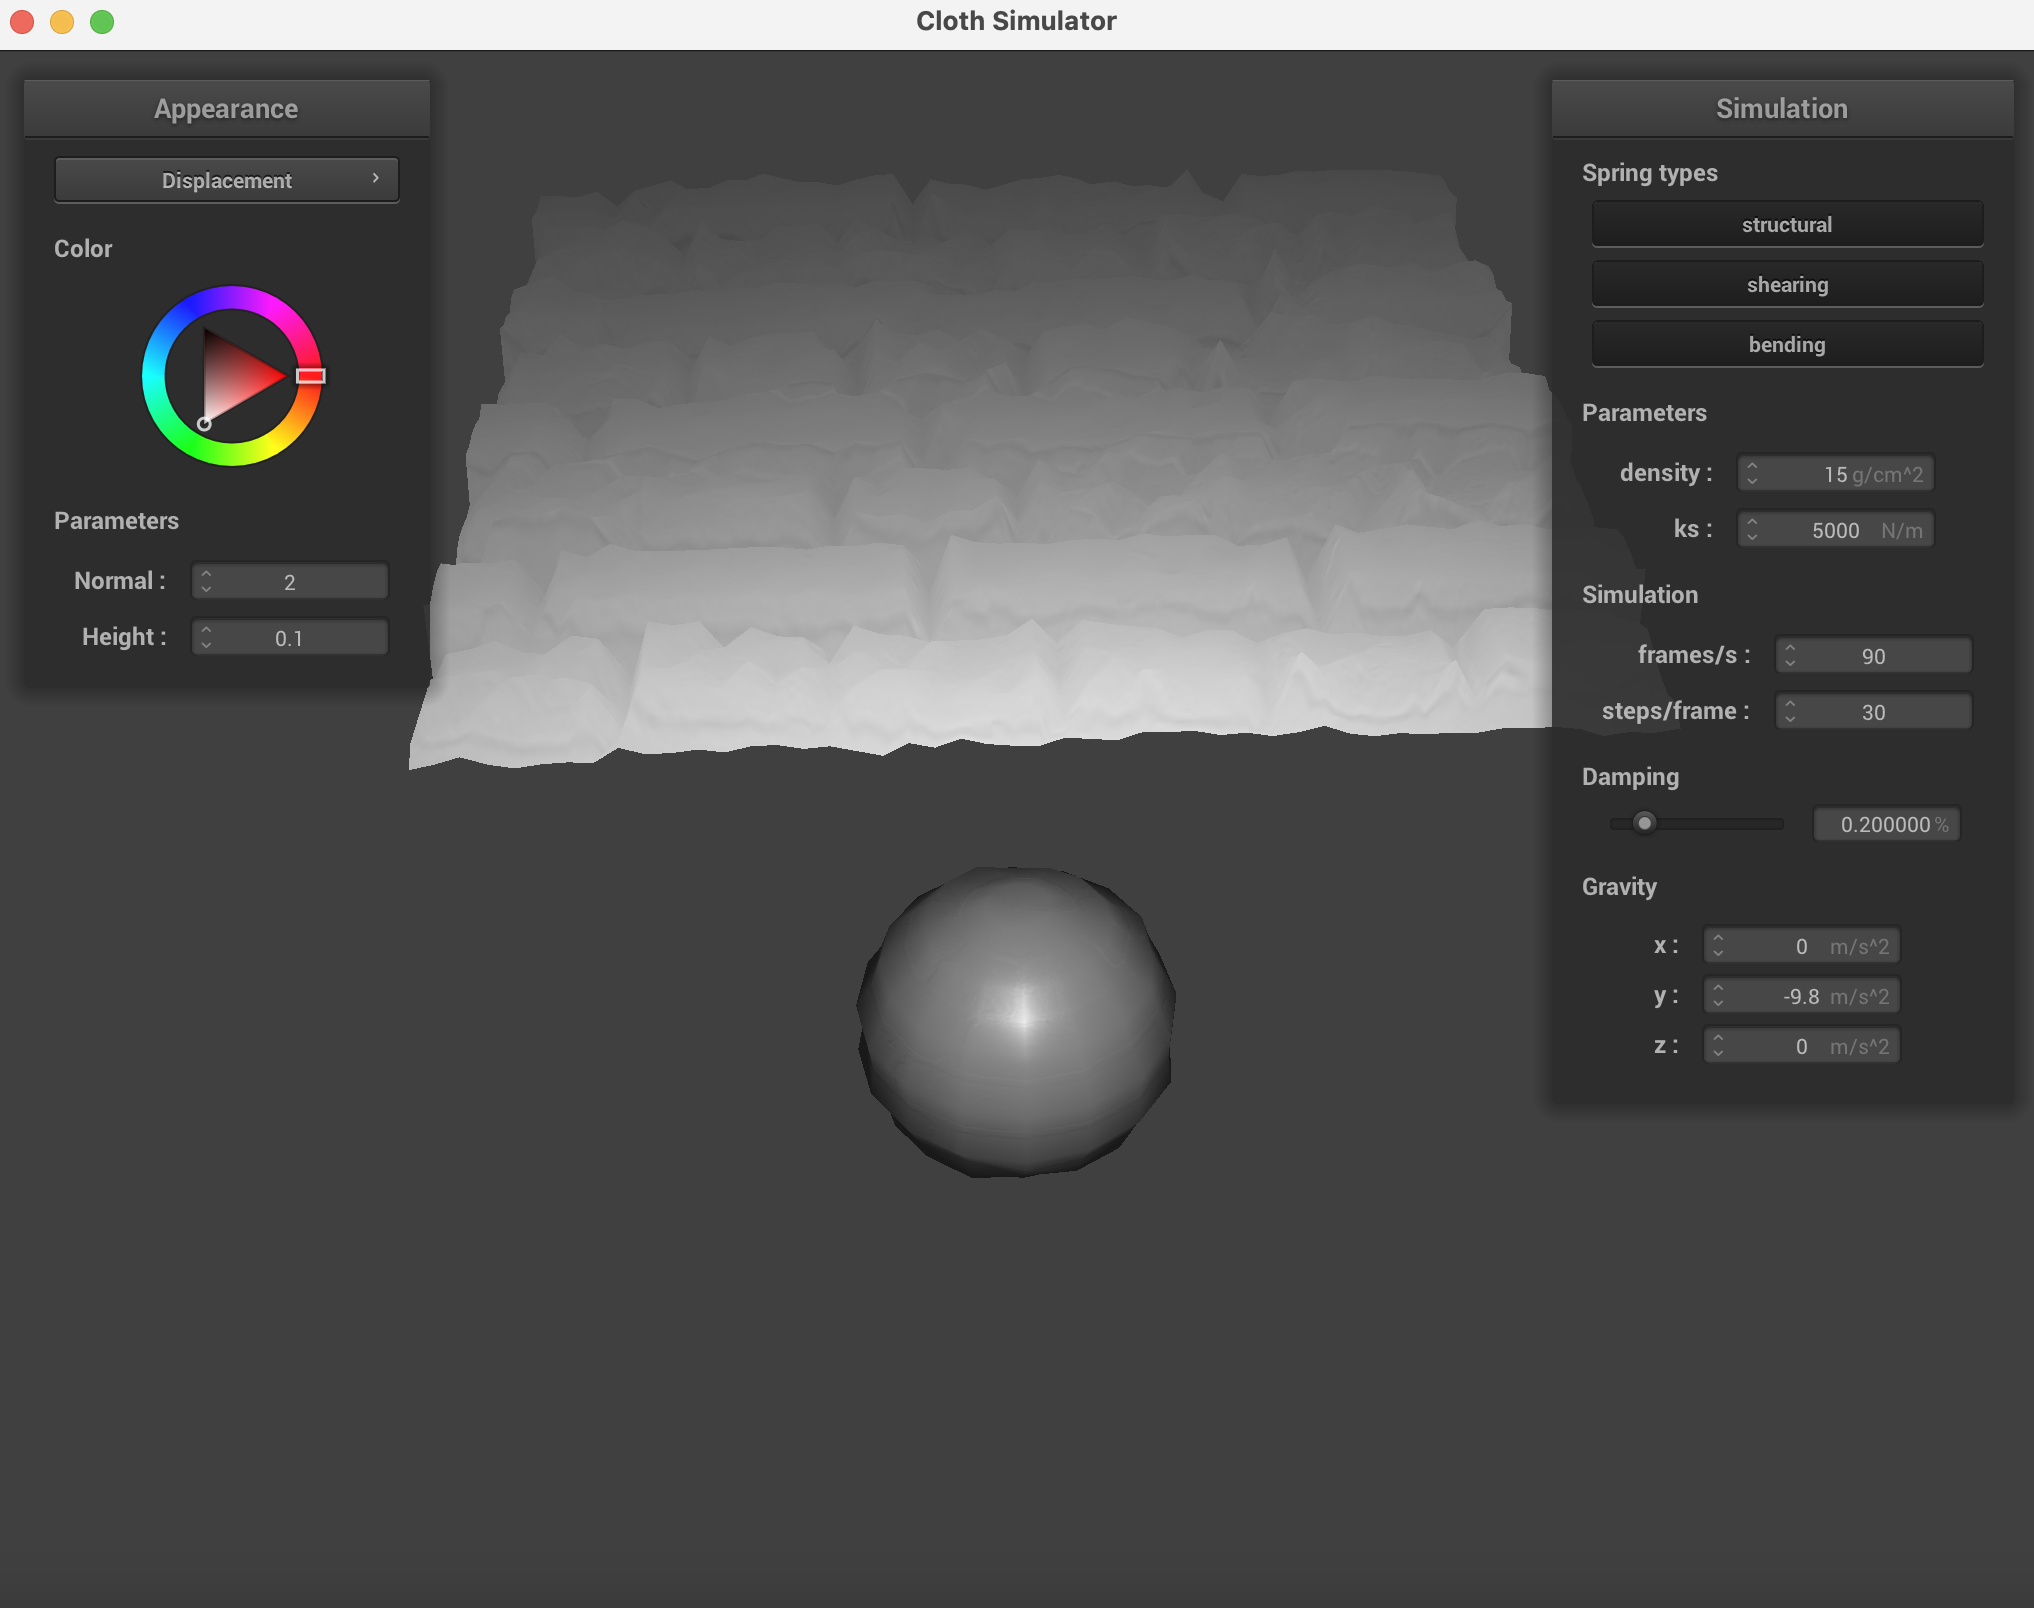 Cloth Simulator
Appearance
Displacement
Color
Parameters
Normal : 2
Height : 0.1
Simulation
Spring types
structural
shearing
bending
Parameters
density : 15 g/cm^2
ks : 5000 N/m
Simulation
frames/s : 90
steps/frame : 30
Damping
0.200000 %
Gravity
x : 0 m/s^2
y : -9.8 m/s^2
z : 0 m/s^2